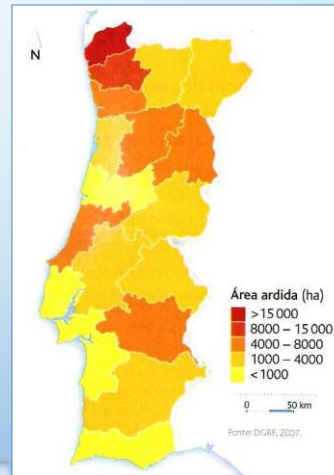 N
Área ardida (ha)
>15 000
8000 – 15 000
4000 – 8000
1000 – 4000
<1000
0 50 km
Fonte: DGRF, 2007.